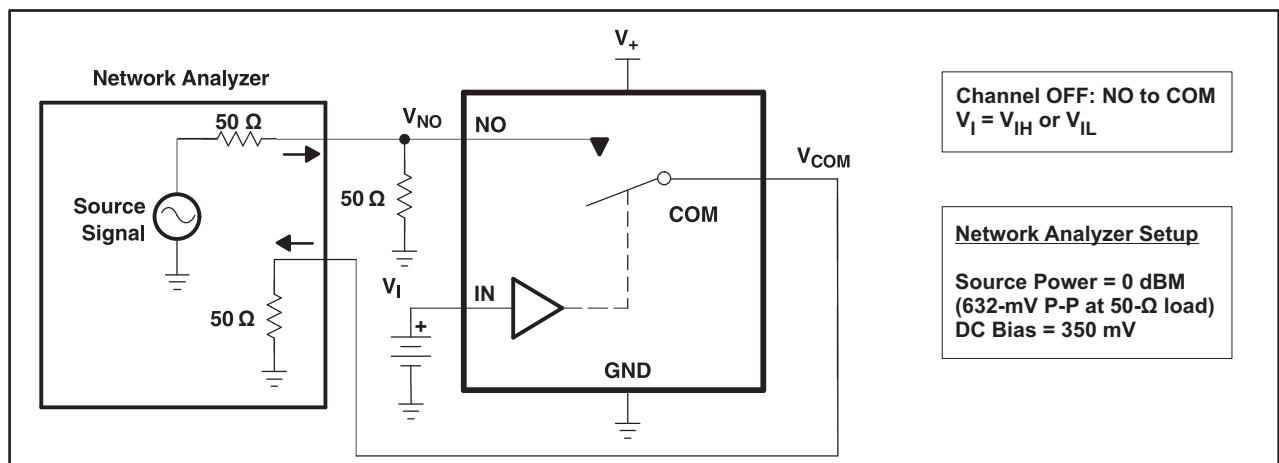 V+
Network Analyzer
50 Ω
VNO
NO
VCOM
50 Ω
Source
Signal
COM
VI
IN
+
50 Ω
GND
Channel OFF: NO to COM
VI = VIH or VIL
Network Analyzer Setup
Source Power = 0 dBM
(632-mV P-P at 50-Ω load)
DC Bias = 350 mV